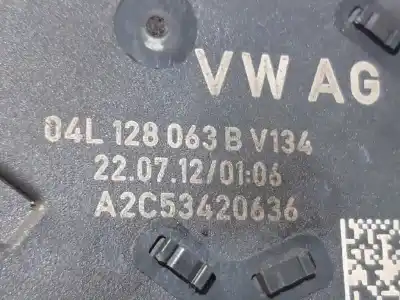 VW AG
04L 128 063 B V134
22.07.12/01:06
A2C53420636